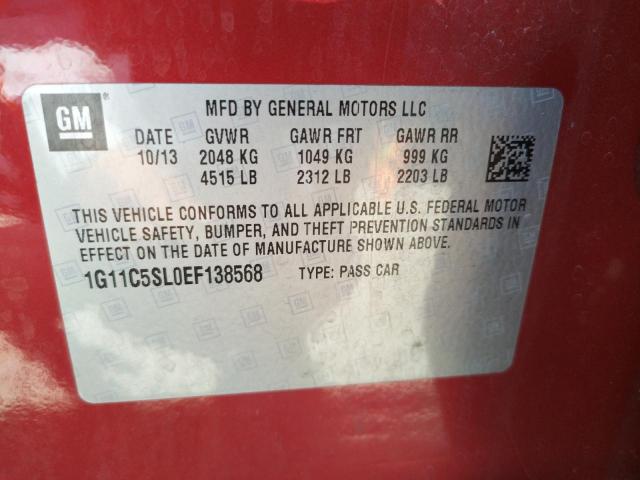 GM
MFD BY GENERAL MOTORS LLC
DATE GVWR GAWR FRT GAWR RR
10/13 2048 KG 1049 KG 999 KG
4515 LB 2312 LB 2203 LB
THIS VEHICLE CONFORMS TO ALL APPLICABLE U.S. FEDERAL MOTOR
VEHICLE SAFETY, BUMPER, AND THEFT PREVENTION STANDARDS IN
EFFECT ON THE DATE OF MANUFACTURE SHOWN ABOVE.
1G11C5SL0EF138568 TYPE: PASS CAR